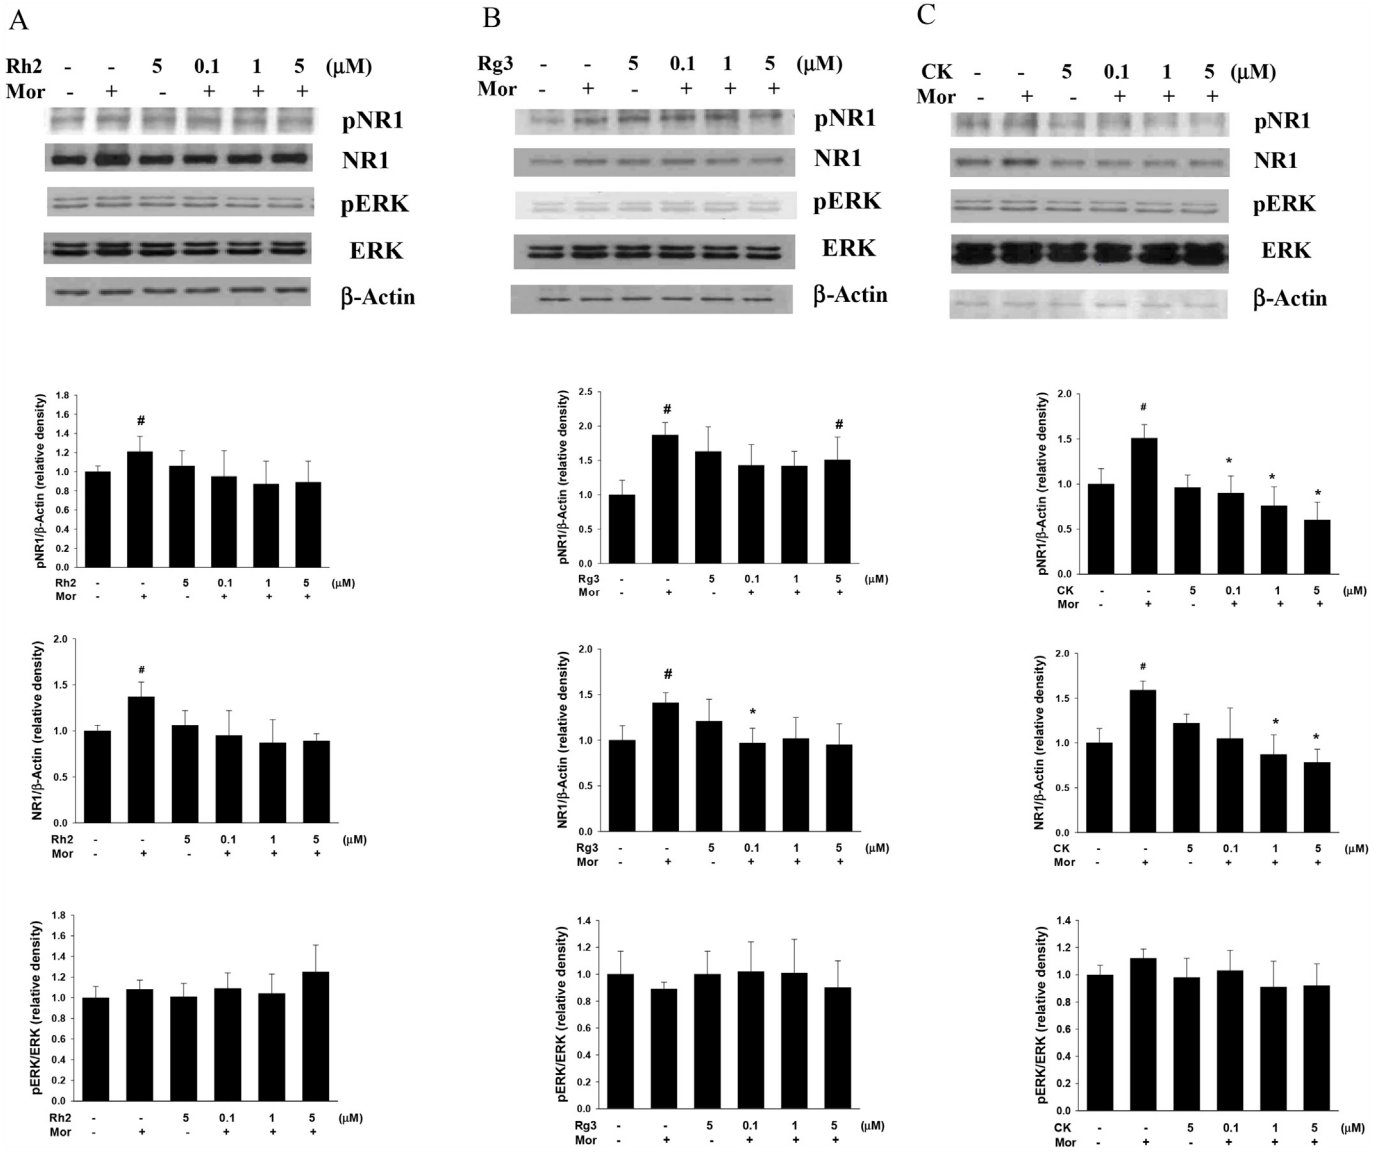 A
Rh2 - - 5 0.1 1 5 (μM)
Mor - + - + + +
pNR1
NR1
pERK
ERK
β-Actin
pNR1/β-Actin (relative density)
1.8
1.6
1.4
1.2
1.0
0.8
0.6
0.4
0.2
0.0
#
Rh2 - - 5 0.1 1 5 (μM)
Mor - + - + + +
NR1/β-Actin (relative density)
2.0
1.5
1.0
0.5
0.0
#
Rh2 - - 5 0.1 1 5 (μM)
Mor - + - + + +
pERK/ERK (relative density)
1.8
1.6
1.4
1.2
1.0
0.8
0.6
0.4
0.2
0.0
Rh2 - - 5 0.1 1 5 (μM)
Mor - + - + + +
B
Rg3 - - 5 0.1 1 5 (μM)
Mor - + - + + +
pNR1
NR1
pERK
ERK
β-Actin
pNR1/β-Actin (relative density)
2.5
2.0
1.5
1.0
0.5
0.0
# #
Rg3 - - 5 0.1 1 5 (μM)
Mor - + - + + +
NR1/β-Actin (relative density)
2.0
1.5
1.0
0.5
0.0
# *
Rg3 - - 5 0.1 1 5 (μM)
Mor - + - + + +
pERK/ERK (relative density)
1.4
1.2
1.0
0.8
0.6
0.4
0.2
0.0
Rg3 - - 5 0.1 1 5 (μM)
Mor - + - + + +
C
CK - - 5 0.1 1 5 (μM)
Mor - + - + + +
pNR1
NR1
pERK
ERK
β-Actin
pNR1/β-Actin (relative density)
2.0
1.5
1.0
0.5
0.0
# * * *
CK - - 5 0.1 1 5 (μM)
Mor - + - + + +
NR1/β-Actin (relative density)
2.0
1.5
1.0
0.5
0.0
# * *
CK - - 5 0.1 1 5 (μM)
Mor - + - + + +
pERK/ERK (relative density)
1.4
1.2
1.0
0.8
0.6
0.4
0.2
0.0
CK - - 5 0.1 1 5 (μM)
Mor - + - + + +